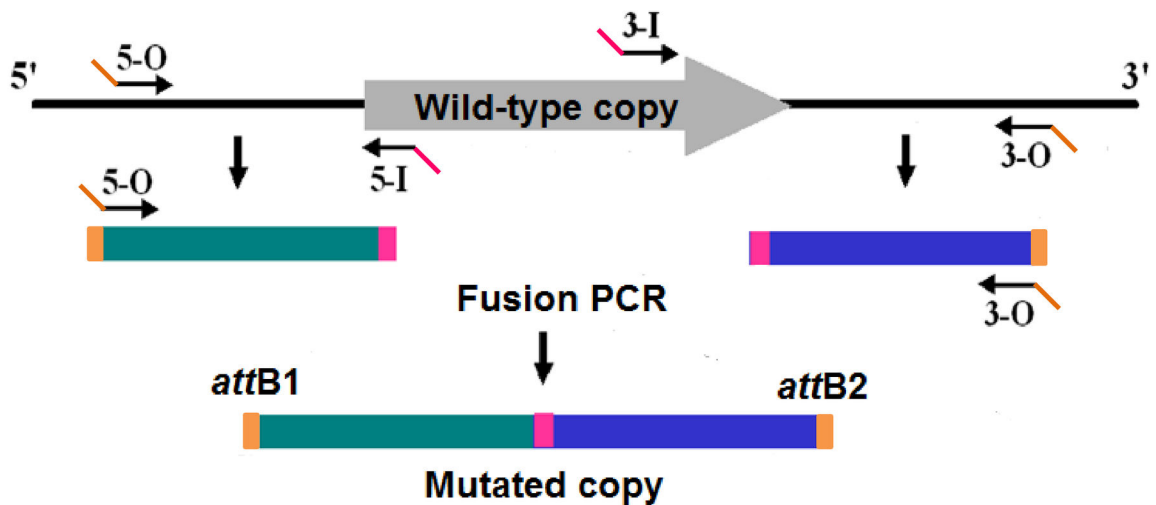 3-I
5-O
5'
3'
Wild-type copy
5-I
3-O
5-O
Fusion PCR
3-O
attB1
attB2
Mutated copy